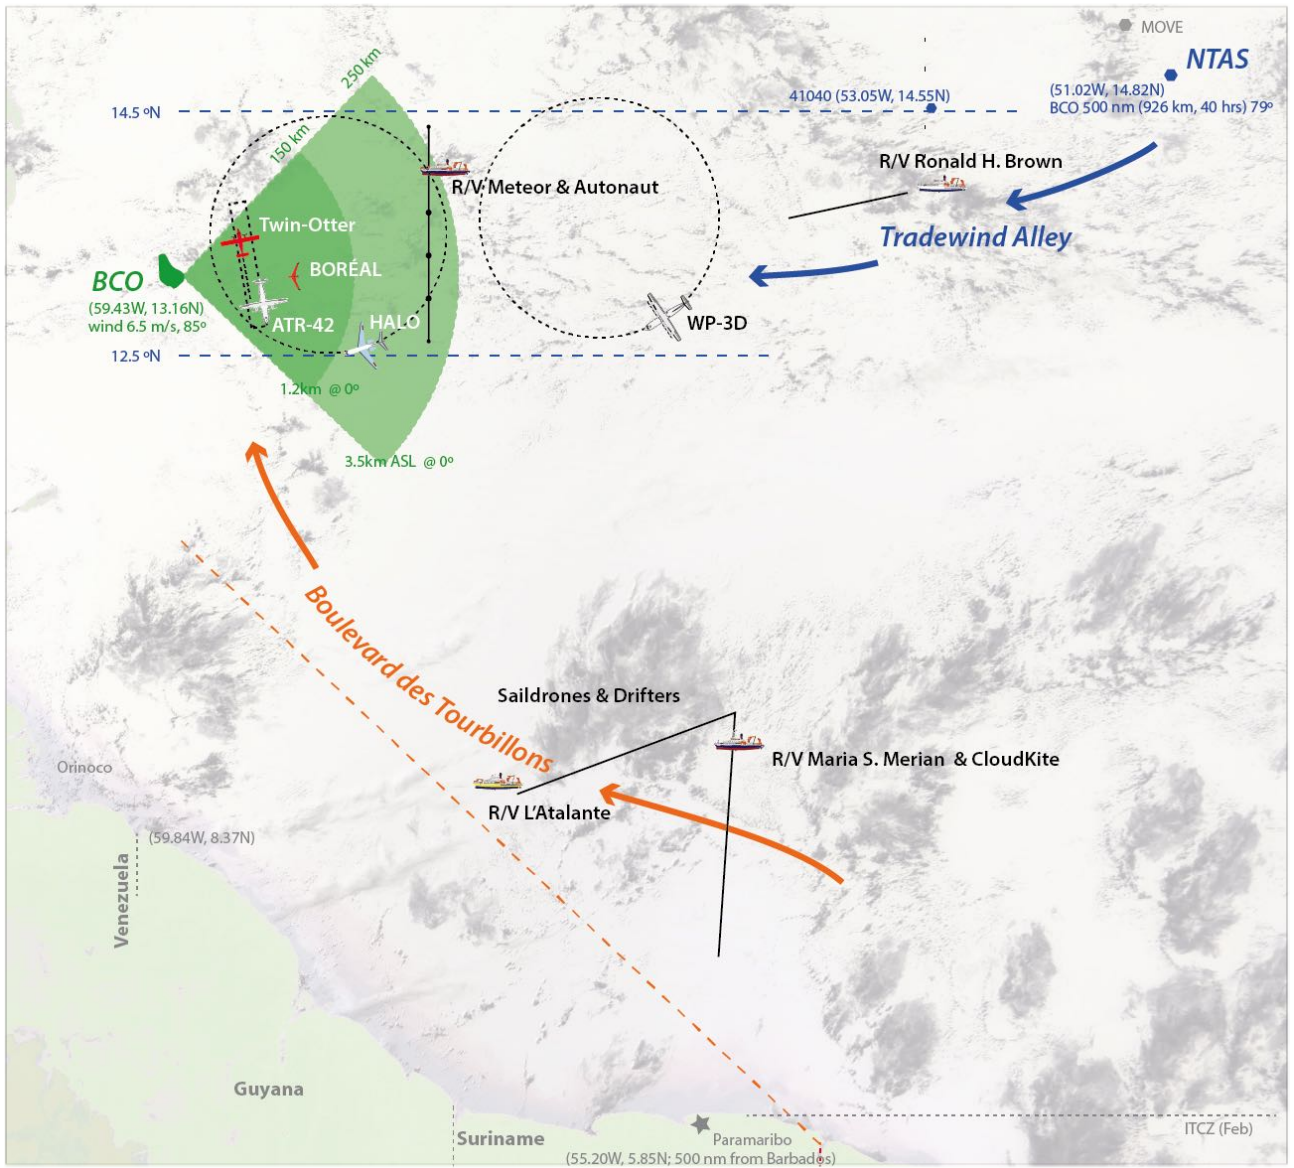 MOVE
NTAS
250 km
41040 (53.05W, 14.55N)
(51.02W, 14.82N)
BCO 500 nm (926 km, 40 hrs) 79º
14.5 ºN
150 km
R/V Ronald H. Brown
R/V Meteor & Autonaut
Twin-Otter
Tradewind Alley
BORÉAL
BCO
(59.43W, 13.16N)
wind 6.5 m/s, 85º
ATR-42
HALO
WP-3D
12.5 ºN
1.2km @ 0º
3.5km ASL @ 0º
Boulevard des Tourbillons
Saildrones & Drifters
R/V Maria S. Merian & CloudKite
Orinoco
R/V L'Atalante
(59.84W, 8.37N)
Venezuela
Guyana
Suriname
Paramaribo
(55.20W, 5.85N; 500 nm from Barbados)
ITCZ (Feb)